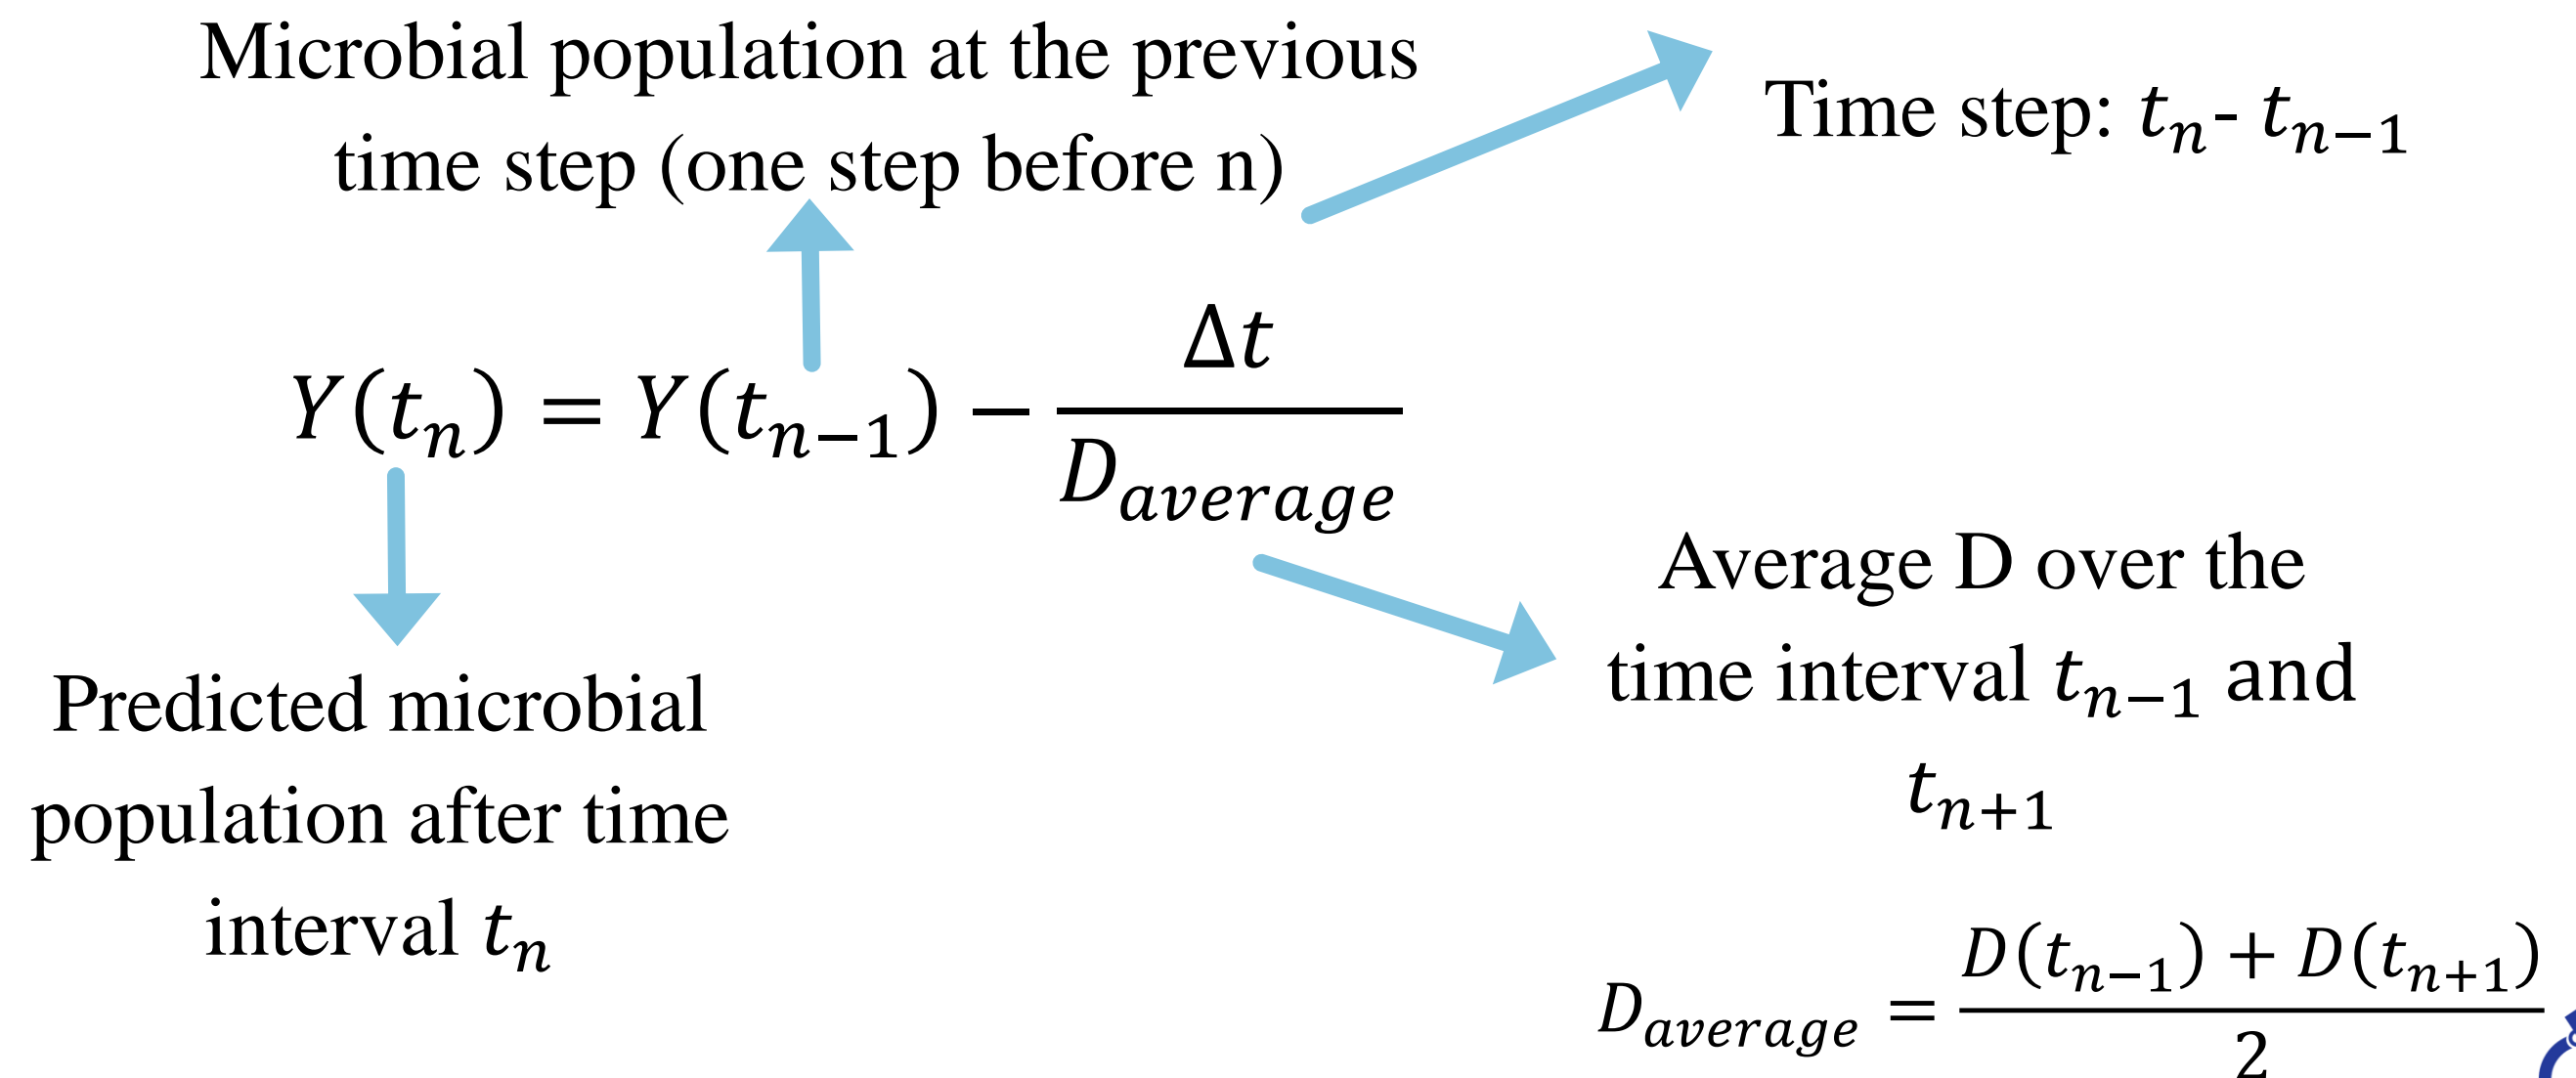 Microbial population at the previous
time step (one step before n)
Time step: tₙ- tₙ₋₁
Y(tₙ) = Y(tₙ₋₁) − Δt / D_average
Predicted microbial
population after time
interval tₙ
Average D over the
time interval tₙ₋₁ and
tₙ₊₁
D_average = (D(tₙ₋₁) + D(tₙ₊₁)) / 2